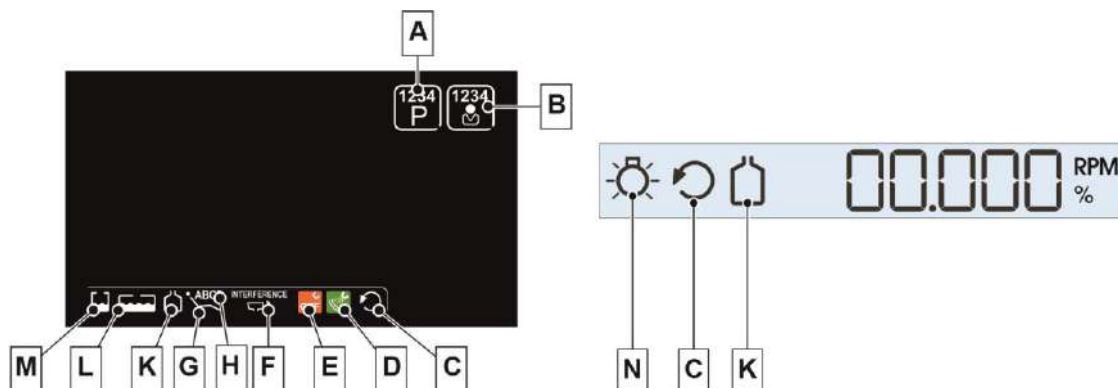 A
1234
P
1234
B
00.000 RPM
%
ABC
INTERFERENCE
M L K G H F E D C
N C K